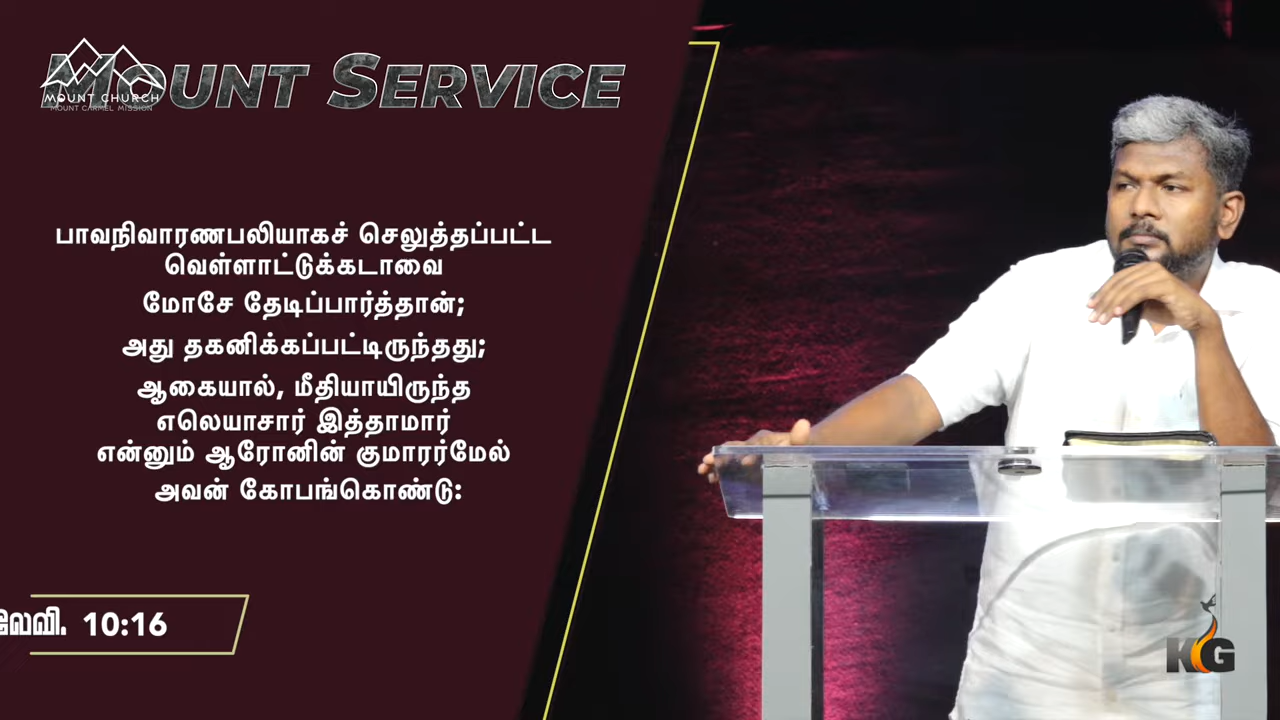 MOUNT SERVICE
MOUNT CHURCH
MOUNT CARMEL MISSION
பாவநிவாரணபலியாகச் செலுத்தப்பட்ட
வெள்ளாட்டுக்கடாவை
மோசே தேடிப்பார்த்தான்;
அது தகனிக்கப்பட்டிருந்தது;
ஆகையால், மீதியாயிருந்த
எலெயாசார் இத்தாமார்
என்னும் ஆரோனின் குமாரர்மேல்
அவன் கோபங்கொண்டு:
லேவி. 10:16
KG